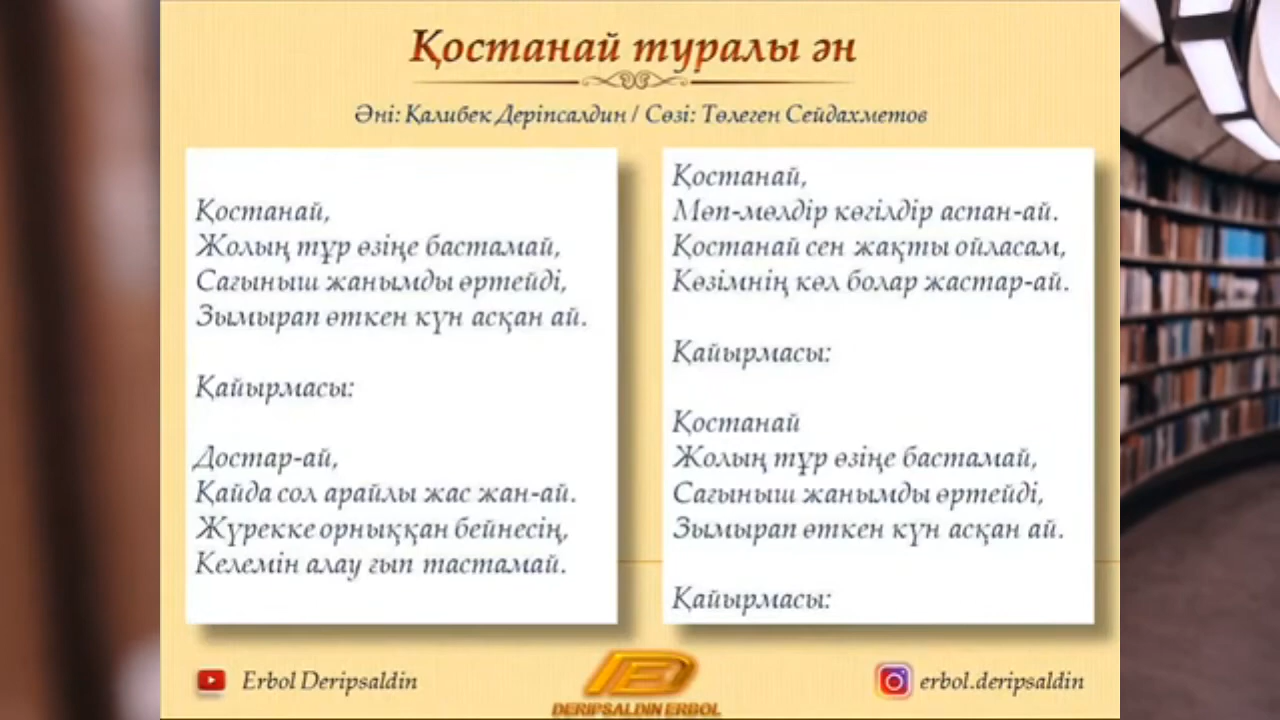 Қостанай туралы ән
Әні: Қалибек Деріпсалдин / Сөзі: Төлеген Сейдахметов
Қостанай,
Жолың тұр өзіңе бастамай,
Сағыныш жанымды өртейді,
Зымырап өткен күн асқан ай.
Қайырмасы:
Достар-ай,
Қайда сол арайлы жас жан-ай.
Жүрекке орныққан бейнесің,
Келемін алау ғып тастамай.
Қостанай,
Мөп-мөлдір көгілдір аспан-ай.
Қостанай сен жақты ойласам,
Көзімнің көл болар жастар-ай.
Қайырмасы:
Қостанай
Жолың тұр өзіңе бастамай,
Сағыныш жанымды өртейді,
Зымырап өткен күн асқан ай.
Қайырмасы:
Erbol Deripsaldin
DERIPSALDIN ERBOL
erbol.deripsaldin